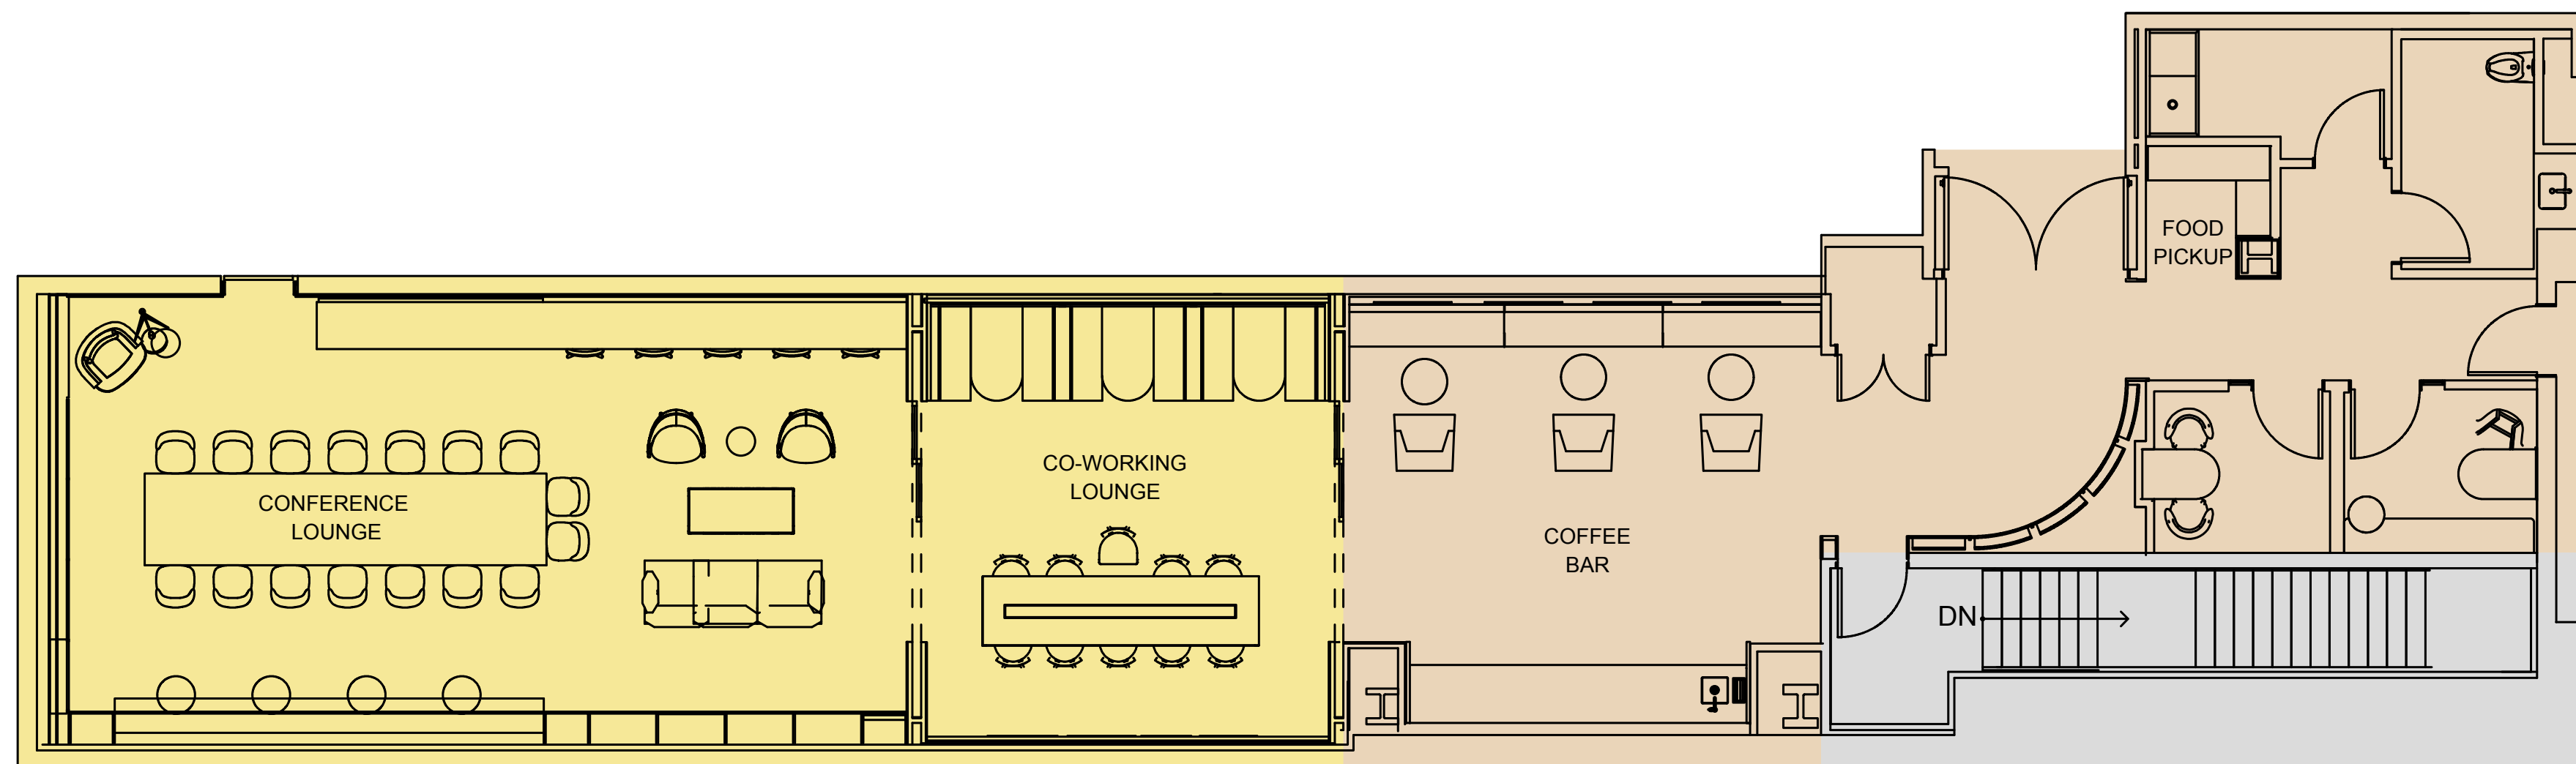 FOOD
PICKUP
CONFERENCE
LOUNGE
CO-WORKING
LOUNGE
COFFEE
BAR
DN